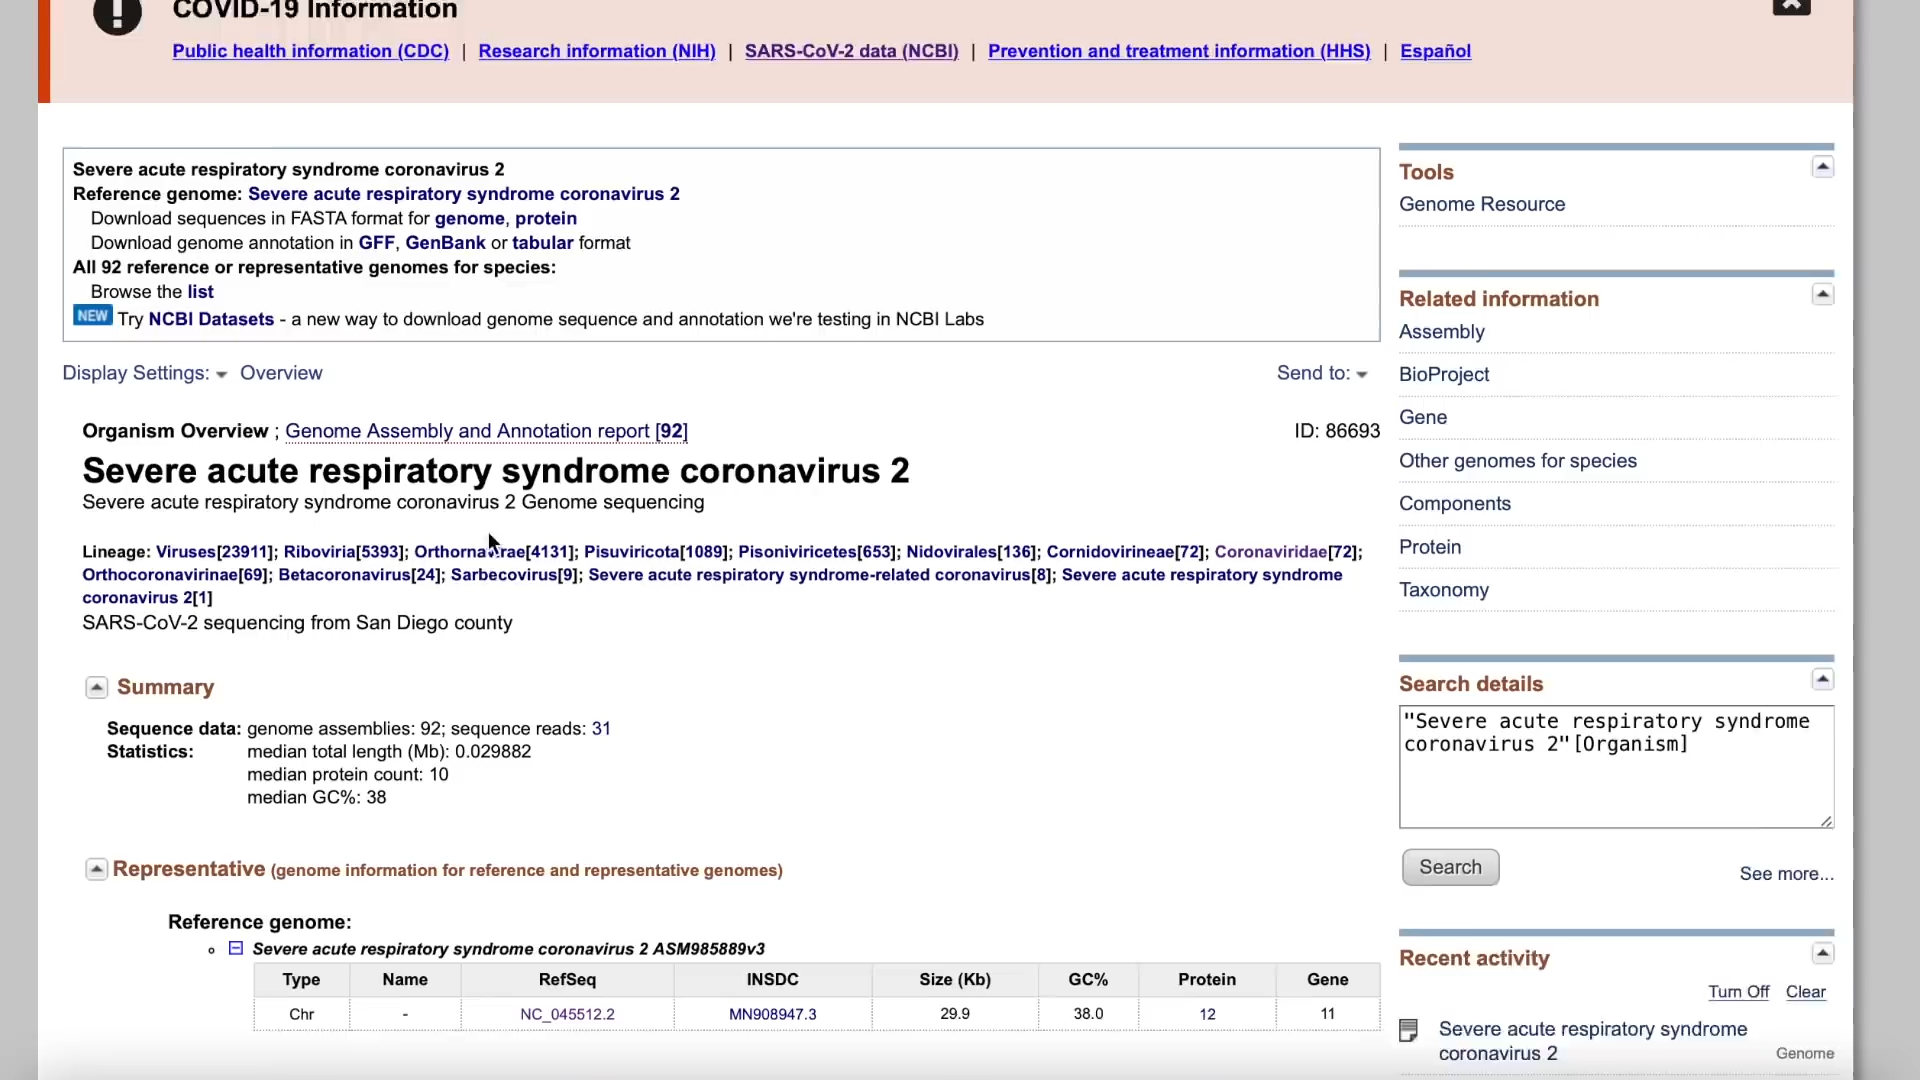 COVID-19 Information
Public health information (CDC) | Research information (NIH) | SARS-CoV-2 data (NCBI) | Prevention and treatment information (HHS) | Español
Severe acute respiratory syndrome coronavirus 2
Reference genome: Severe acute respiratory syndrome coronavirus 2
Download sequences in FASTA format for genome, protein
Download genome annotation in GFF, GenBank or tabular format
All 92 reference or representative genomes for species:
Browse the list
NEW Try NCBI Datasets - a new way to download genome sequence and annotation we're testing in NCBI Labs
Display Settings: Overview
Send to:
Organism Overview ; Genome Assembly and Annotation report [92]
ID: 86693
Severe acute respiratory syndrome coronavirus 2
Severe acute respiratory syndrome coronavirus 2 Genome sequencing
Lineage: Viruses[23911]; Riboviria[5393]; Orthornavirae[4131]; Pisuviricota[1089]; Pisoniviricetes[653]; Nidovirales[136]; Cornidovirineae[72]; Coronaviridae[72];
Orthocoronavirinae[69]; Betacoronavirus[24]; Sarbecovirus[9]; Severe acute respiratory syndrome-related coronavirus[8]; Severe acute respiratory syndrome
coronavirus 2[1]
SARS-CoV-2 sequencing from San Diego county
Summary
Sequence data: genome assemblies: 92; sequence reads: 31
Statistics: median total length (Mb): 0.029882
median protein count: 10
median GC%: 38
Representative (genome information for reference and representative genomes)
Reference genome:
Severe acute respiratory syndrome coronavirus 2 ASM985889v3
Type Name RefSeq INSDC Size (Kb) GC% Protein Gene
Chr - NC_045512.2 MN908947.3 29.9 38.0 12 11
Tools
Genome Resource
Related information
Assembly
BioProject
Gene
Other genomes for species
Components
Protein
Taxonomy
Search details
"Severe acute respiratory syndrome
coronavirus 2"[Organism]
Search
See more...
Recent activity
Turn Off Clear
Severe acute respiratory syndrome
coronavirus 2
Genome